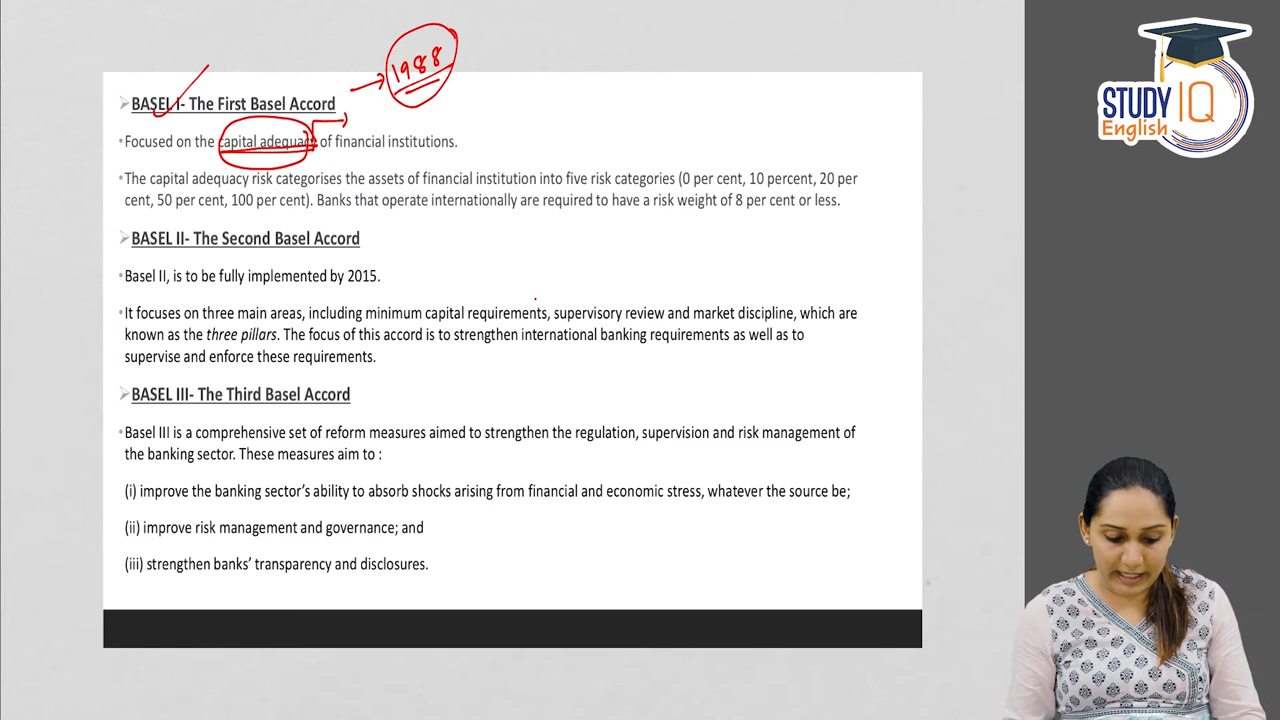 1988
BASEL I- The First Basel Accord
Focused on the capital adequacy of financial institutions.
The capital adequacy risk categorises the assets of financial institution into five risk categories (0 per cent, 10 percent, 20 per
cent, 50 per cent, 100 per cent). Banks that operate internationally are required to have a risk weight of 8 per cent or less.
BASEL II- The Second Basel Accord
Basel II, is to be fully implemented by 2015.
It focuses on three main areas, including minimum capital requirements, supervisory review and market discipline, which are
known as the three pillars. The focus of this accord is to strengthen international banking requirements as well as to
supervise and enforce these requirements.
BASEL III- The Third Basel Accord
Basel III is a comprehensive set of reform measures aimed to strengthen the regulation, supervision and risk management of
the banking sector. These measures aim to :
(i) improve the banking sector's ability to absorb shocks arising from financial and economic stress, whatever the source be;
(ii) improve risk management and governance; and
(iii) strengthen banks' transparency and disclosures.
STUDY IQ
English